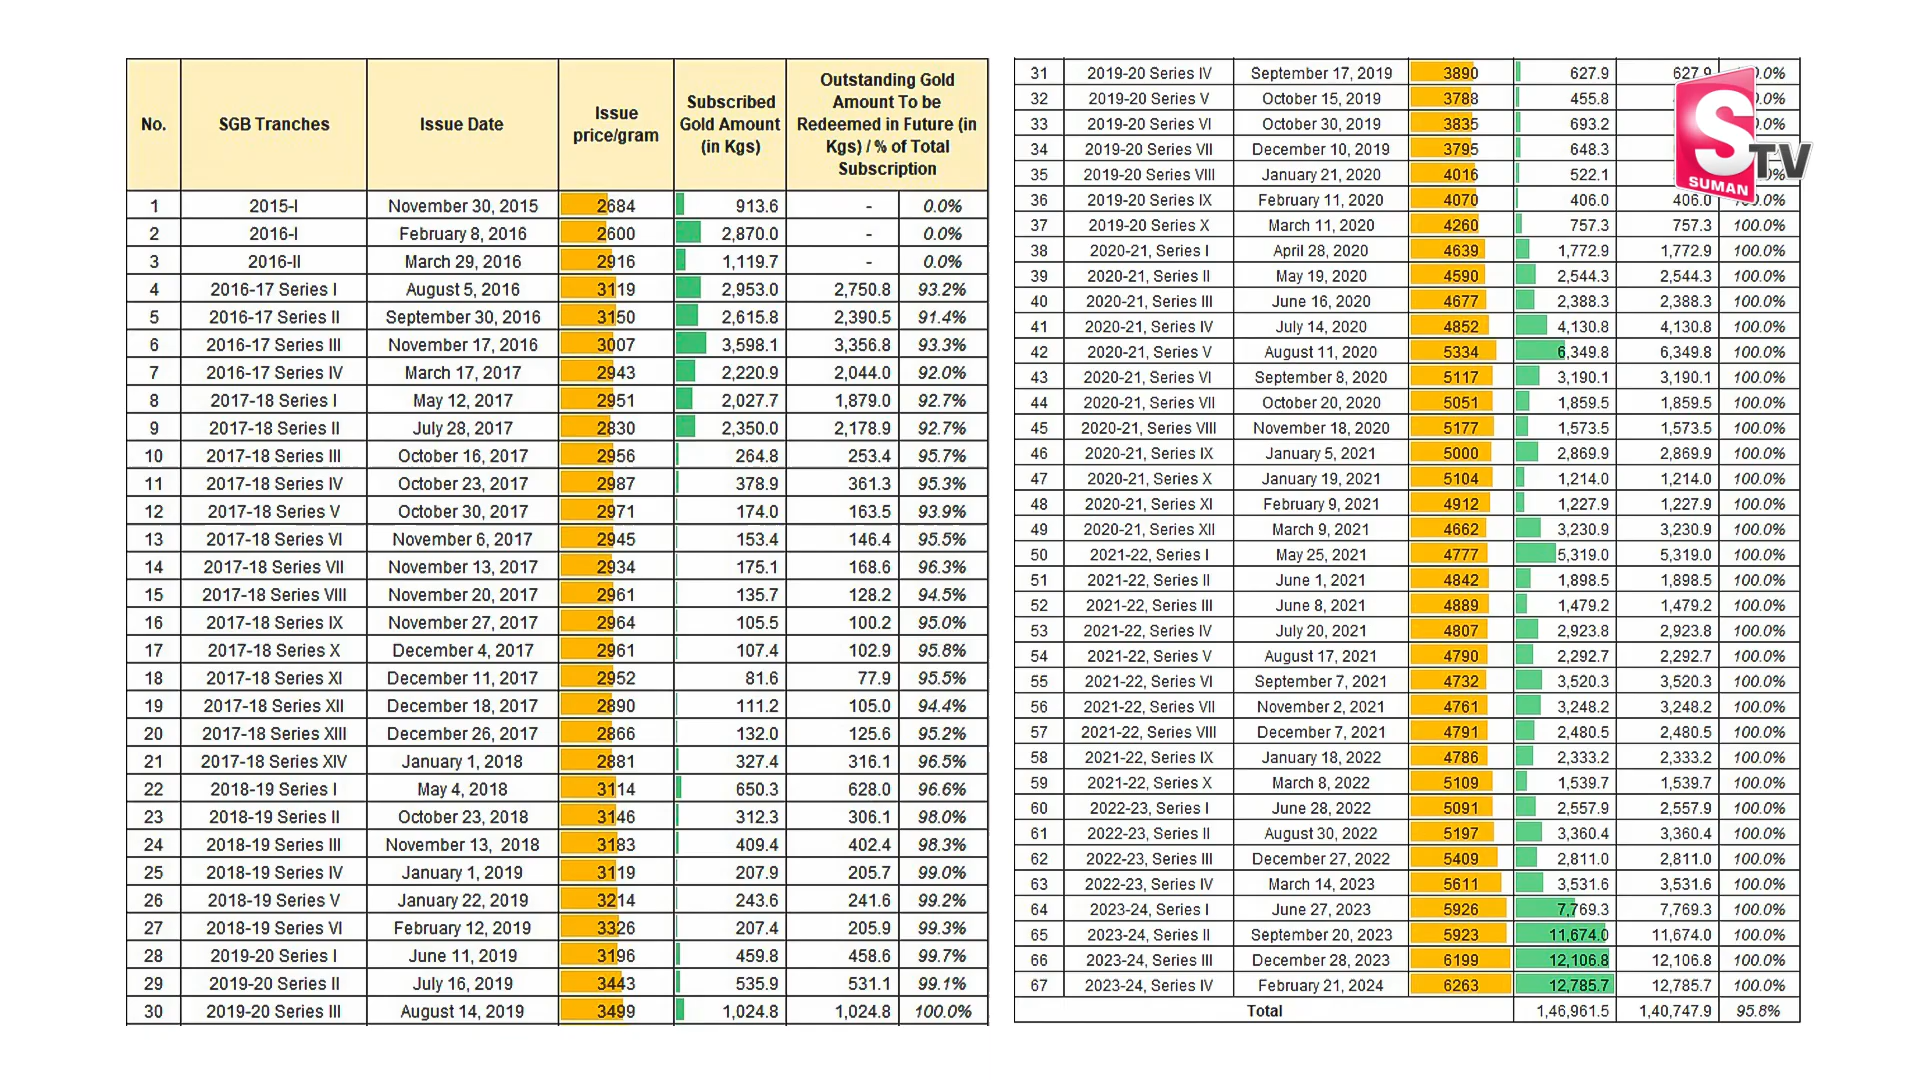 No. SGB Tranches Issue Date Issue price/gram Subscribed Gold Amount (in Kgs) Outstanding Gold Amount To be Redeemed in Future (in Kgs) / % of Total Subscription
1 2015-I November 30, 2015 2684 913.6 - 0.0%
2 2016-I February 8, 2016 2600 2,870.0 - 0.0%
3 2016-II March 29, 2016 2916 1,119.7 - 0.0%
4 2016-17 Series I August 5, 2016 3119 2,953.0 2,750.8 93.2%
5 2016-17 Series II September 30, 2016 3150 2,615.8 2,390.5 91.4%
6 2016-17 Series III November 17, 2016 3007 3,598.1 3,356.8 93.3%
7 2016-17 Series IV March 17, 2017 2943 2,220.9 2,044.0 92.0%
8 2017-18 Series I May 12, 2017 2951 2,027.7 1,879.0 92.7%
9 2017-18 Series II July 28, 2017 2830 2,350.0 2,178.9 92.7%
10 2017-18 Series III October 16, 2017 2956 264.8 253.4 95.7%
11 2017-18 Series IV October 23, 2017 2987 378.9 361.3 95.3%
12 2017-18 Series V October 30, 2017 2971 174.0 163.5 93.9%
13 2017-18 Series VI November 6, 2017 2945 153.4 146.4 95.5%
14 2017-18 Series VII November 13, 2017 2934 175.1 168.6 96.3%
15 2017-18 Series VIII November 20, 2017 2961 135.7 128.2 94.5%
16 2017-18 Series IX November 27, 2017 2964 105.5 100.2 95.0%
17 2017-18 Series X December 4, 2017 2961 107.4 102.9 95.8%
18 2017-18 Series XI December 11, 2017 2952 81.6 77.9 95.5%
19 2017-18 Series XII December 18, 2017 2890 111.2 105.0 94.4%
20 2017-18 Series XIII December 26, 2017 2866 132.0 125.6 95.2%
21 2017-18 Series XIV January 1, 2018 2881 327.4 316.1 96.5%
22 2018-19 Series I May 4, 2018 3114 650.3 628.0 96.6%
23 2018-19 Series II October 23, 2018 3146 312.3 306.1 98.0%
24 2018-19 Series III November 13, 2018 3183 409.4 402.4 98.3%
25 2018-19 Series IV January 1, 2019 3119 207.9 205.7 99.0%
26 2018-19 Series V January 22, 2019 3214 243.6 241.6 99.2%
27 2018-19 Series VI February 12, 2019 3326 207.4 205.9 99.3%
28 2019-20 Series I June 11, 2019 3196 459.8 458.6 99.7%
29 2019-20 Series II July 16, 2019 3443 535.9 531.1 99.1%
30 2019-20 Series III August 14, 2019 3499 1,024.8 1,024.8 100.0%
31 2019-20 Series IV September 17, 2019 3890 627.9 627.9
32 2019-20 Series V October 15, 2019 3788 455.8
33 2019-20 Series VI October 30, 2019 3835 693.2
34 2019-20 Series VII December 10, 2019 3795 648.3
35 2019-20 Series VIII January 21, 2020 4016 522.1
36 2019-20 Series IX February 11, 2020 4070 406.0 406.0
37 2019-20 Series X March 11, 2020 4260 757.3 757.3 100.0%
38 2020-21, Series I April 28, 2020 4639 1,772.9 1,772.9 100.0%
39 2020-21, Series II May 19, 2020 4590 2,544.3 2,544.3 100.0%
40 2020-21, Series III June 16, 2020 4677 2,388.3 2,388.3 100.0%
41 2020-21, Series IV July 14, 2020 4852 4,130.8 4,130.8 100.0%
42 2020-21, Series V August 11, 2020 5334 6,349.8 6,349.8 100.0%
43 2020-21, Series VI September 8, 2020 5117 3,190.1 3,190.1 100.0%
44 2020-21, Series VII October 20, 2020 5051 1,859.5 1,859.5 100.0%
45 2020-21, Series VIII November 18, 2020 5177 1,573.5 1,573.5 100.0%
46 2020-21, Series IX January 5, 2021 5000 2,869.9 2,869.9 100.0%
47 2020-21, Series X January 19, 2021 5104 1,214.0 1,214.0 100.0%
48 2020-21, Series XI February 9, 2021 4912 1,227.9 1,227.9 100.0%
49 2020-21, Series XII March 9, 2021 4662 3,230.9 3,230.9 100.0%
50 2021-22, Series I May 25, 2021 4777 5,319.0 5,319.0 100.0%
51 2021-22, Series II June 1, 2021 4842 1,898.5 1,898.5 100.0%
52 2021-22, Series III June 8, 2021 4889 1,479.2 1,479.2 100.0%
53 2021-22, Series IV July 20, 2021 4807 2,923.8 2,923.8 100.0%
54 2021-22, Series V August 17, 2021 4790 2,292.7 2,292.7 100.0%
55 2021-22, Series VI September 7, 2021 4732 3,520.3 3,520.3 100.0%
56 2021-22, Series VII November 2, 2021 4761 3,248.2 3,248.2 100.0%
57 2021-22, Series VIII December 7, 2021 4791 2,480.5 2,480.5 100.0%
58 2021-22, Series IX January 18, 2022 4786 2,333.2 2,333.2 100.0%
59 2021-22, Series X March 8, 2022 5109 1,539.7 1,539.7 100.0%
60 2022-23, Series I June 28, 2022 5091 2,557.9 2,557.9 100.0%
61 2022-23, Series II August 30, 2022 5197 3,360.4 3,360.4 100.0%
62 2022-23, Series III December 27, 2022 5409 2,811.0 2,811.0 100.0%
63 2022-23, Series IV March 14, 2023 5611 3,531.6 3,531.6 100.0%
64 2023-24, Series I June 27, 2023 5926 7,769.3 7,769.3 100.0%
65 2023-24, Series II September 20, 2023 5923 11,674.0 11,674.0 100.0%
66 2023-24, Series III December 28, 2023 6199 12,106.8 12,106.8 100.0%
67 2023-24, Series IV February 21, 2024 6263 12,785.7 12,785.7 100.0%
Total 1,46,961.5 1,40,747.9 95.8%
S TV
SUMAN